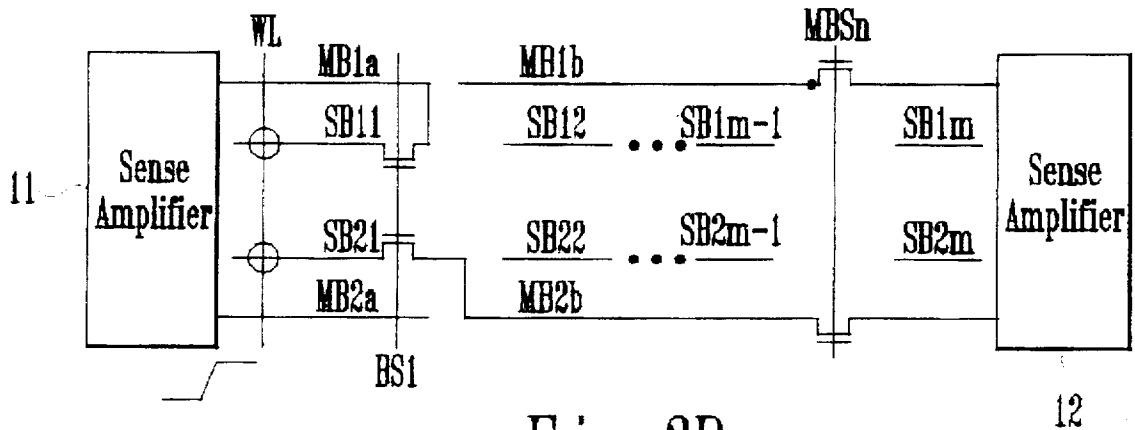 WL
MBSn
MB1a
MB1b
SB11
SB12
SB1m-1
SB1m
11
Sense
Amplifier
Sense
Amplifier
SB21
SB22
SB2m-1
SB2m
MB2a
MB2b
BS1
12